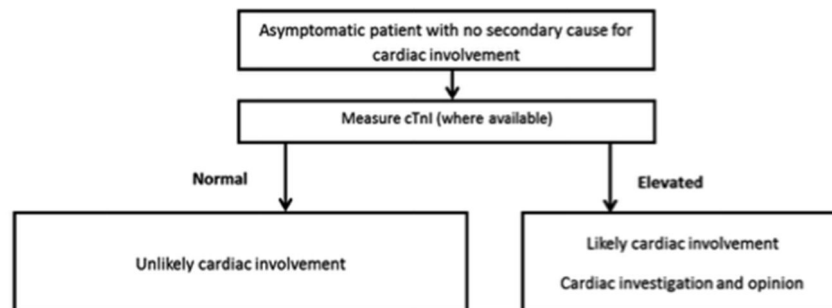 Asymptomatic patient with no secondary cause for
cardiac involvement
Measure cTnI (where available)
Normal
Elevated
Unlikely cardiac involvement
Likely cardiac involvement
Cardiac investigation and opinion